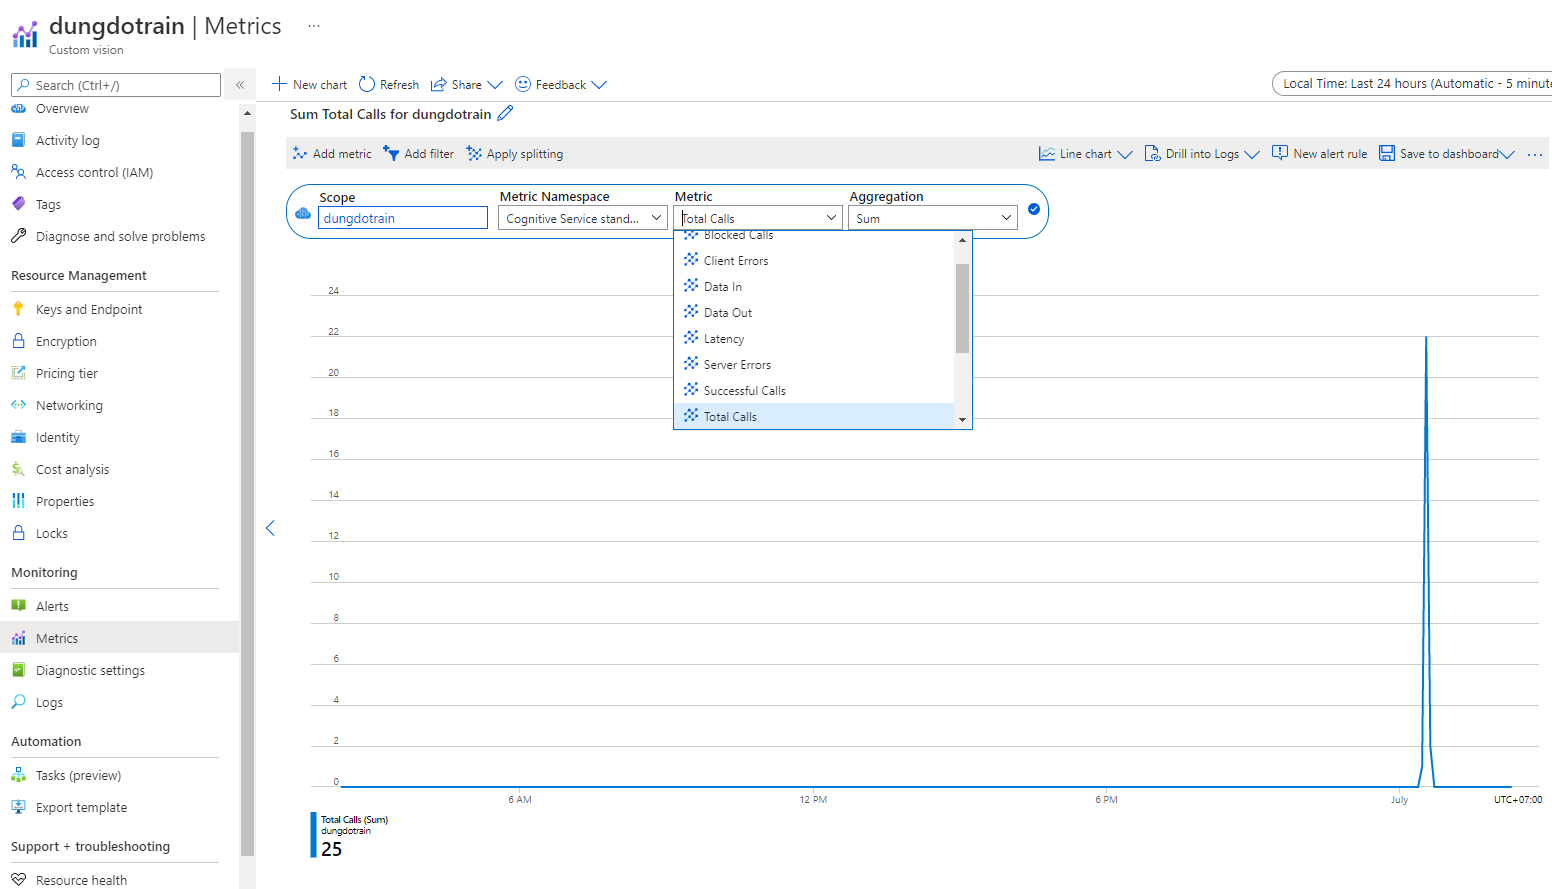 dungdotrain | Metrics ...
Custom vision
Search (Ctrl+/)
«
New chart
Refresh
Share
Feedback
Local Time: Last 24 hours (Automatic - 5 minute
Overview
Activity log
Access control (IAM)
Tags
Diagnose and solve problems
Resource Management
Keys and Endpoint
Encryption
Pricing tier
Networking
Identity
Cost analysis
Properties
Locks
Monitoring
Alerts
Metrics
Diagnostic settings
Logs
Automation
Tasks (preview)
Export template
Support + troubleshooting
Resource health
Sum Total Calls for dungdotrain
Add metric
Add filter
Apply splitting
Line chart
Drill into Logs
New alert rule
Save to dashboard
...
Scope
dungdotrain
Metric Namespace
Cognitive Service stand...
Metric
Total Calls
Aggregation
Sum
Blocked Calls
Client Errors
Data In
Data Out
Latency
Server Errors
Successful Calls
Total Calls
24
22
20
18
16
14
12
10
8
6
4
2
0
6 AM
12 PM
6 PM
July
UTC+07:00
Total Calls (Sum)
dungdotrain
25